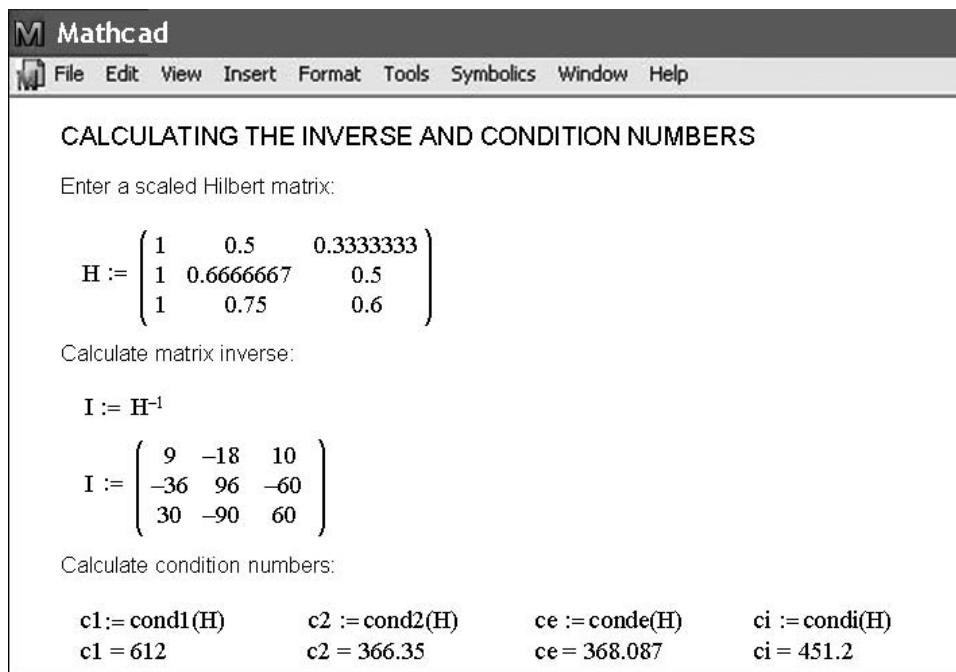 Mathcad
File Edit View Insert Format Tools Symbolics Window Help
CALCULATING THE INVERSE AND CONDITION NUMBERS
Enter a scaled Hilbert matrix:
1 0.5 0.3333333
H := 1 0.6666667 0.5
1 0.75 0.6
Calculate matrix inverse:
I := H⁻¹
9 −18 10
I := −36 96 −60
30 −90 60
Calculate condition numbers:
c1:= cond1(H) c2 := cond2(H) ce := conde(H) ci := condi(H)
c1 = 612 c2 = 366.35 ce = 368.087 ci = 451.2